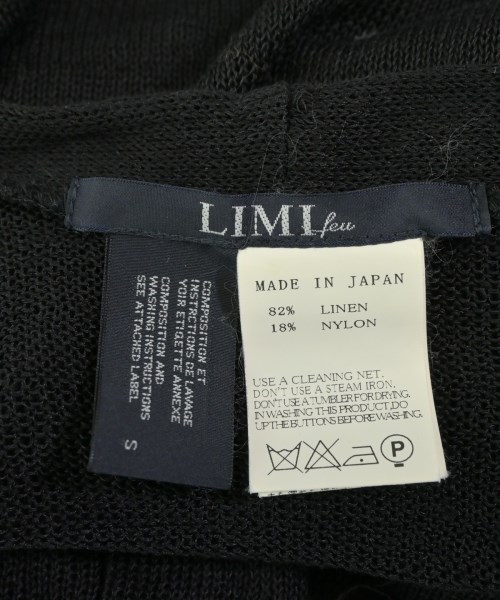 LIMI feu
MADE IN JAPAN
82% LINEN
18% NYLON
USE A CLEANING NET.
DON'T USE A STEAM IRON.
DON'T USE A TUMBLER FOR DRYING.
IN WASHING THIS PRODUCT,DO
UP THE BUTTONS BEFORE WASHING.
P
COMPOSITION ET
INSTRUCTIONS DE LAVAGE
VOIR ETIQETTE ANNEXE
COMPOSITION AND
WASHING INSTRUCTIONS
SEE ATTACHED LABEL
S